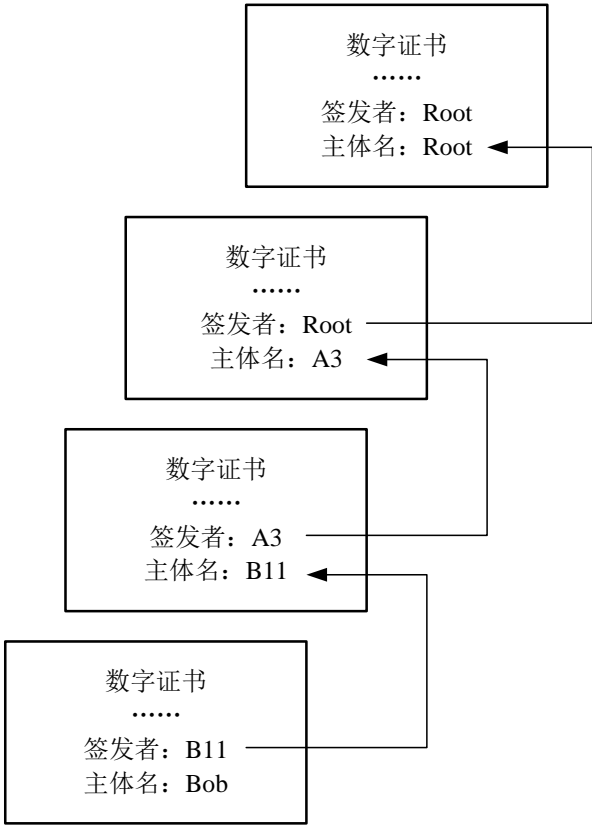 数字证书
……
签发者：Root
主体名：Root
数字证书
……
签发者：Root
主体名：A3
数字证书
……
签发者：A3
主体名：B11
数字证书
……
签发者：B11
主体名：Bob